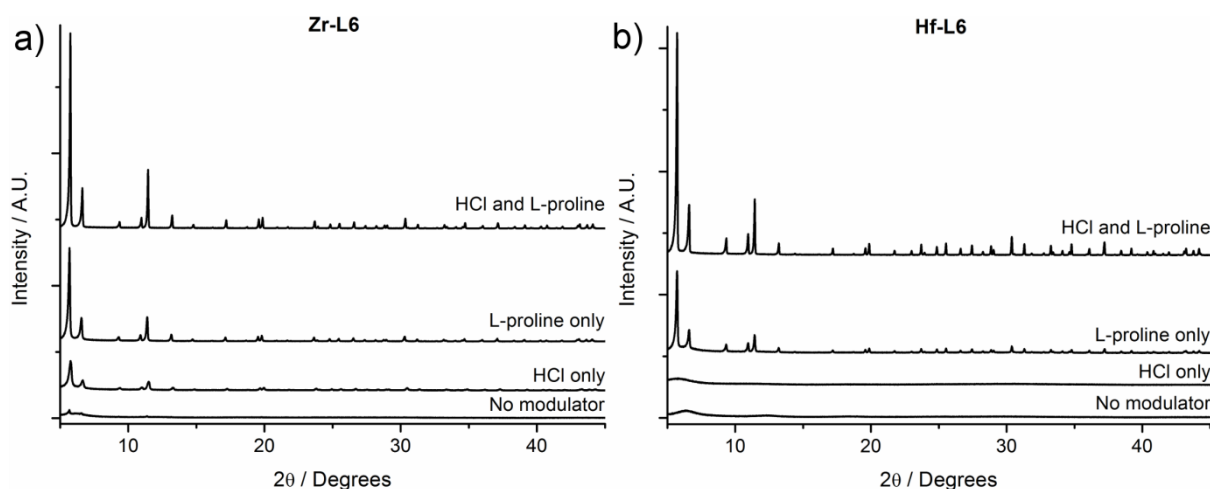 a)
Zr-L6
Intensity / A.U.
HCl and L-proline
L-proline only
HCl only
No modulator
10
20
30
40
2θ / Degrees
b)
Hf-L6
Intensity / A.U.
HCl and L-proline
L-proline only
HCl only
No modulator
10
20
30
40
2θ / Degrees